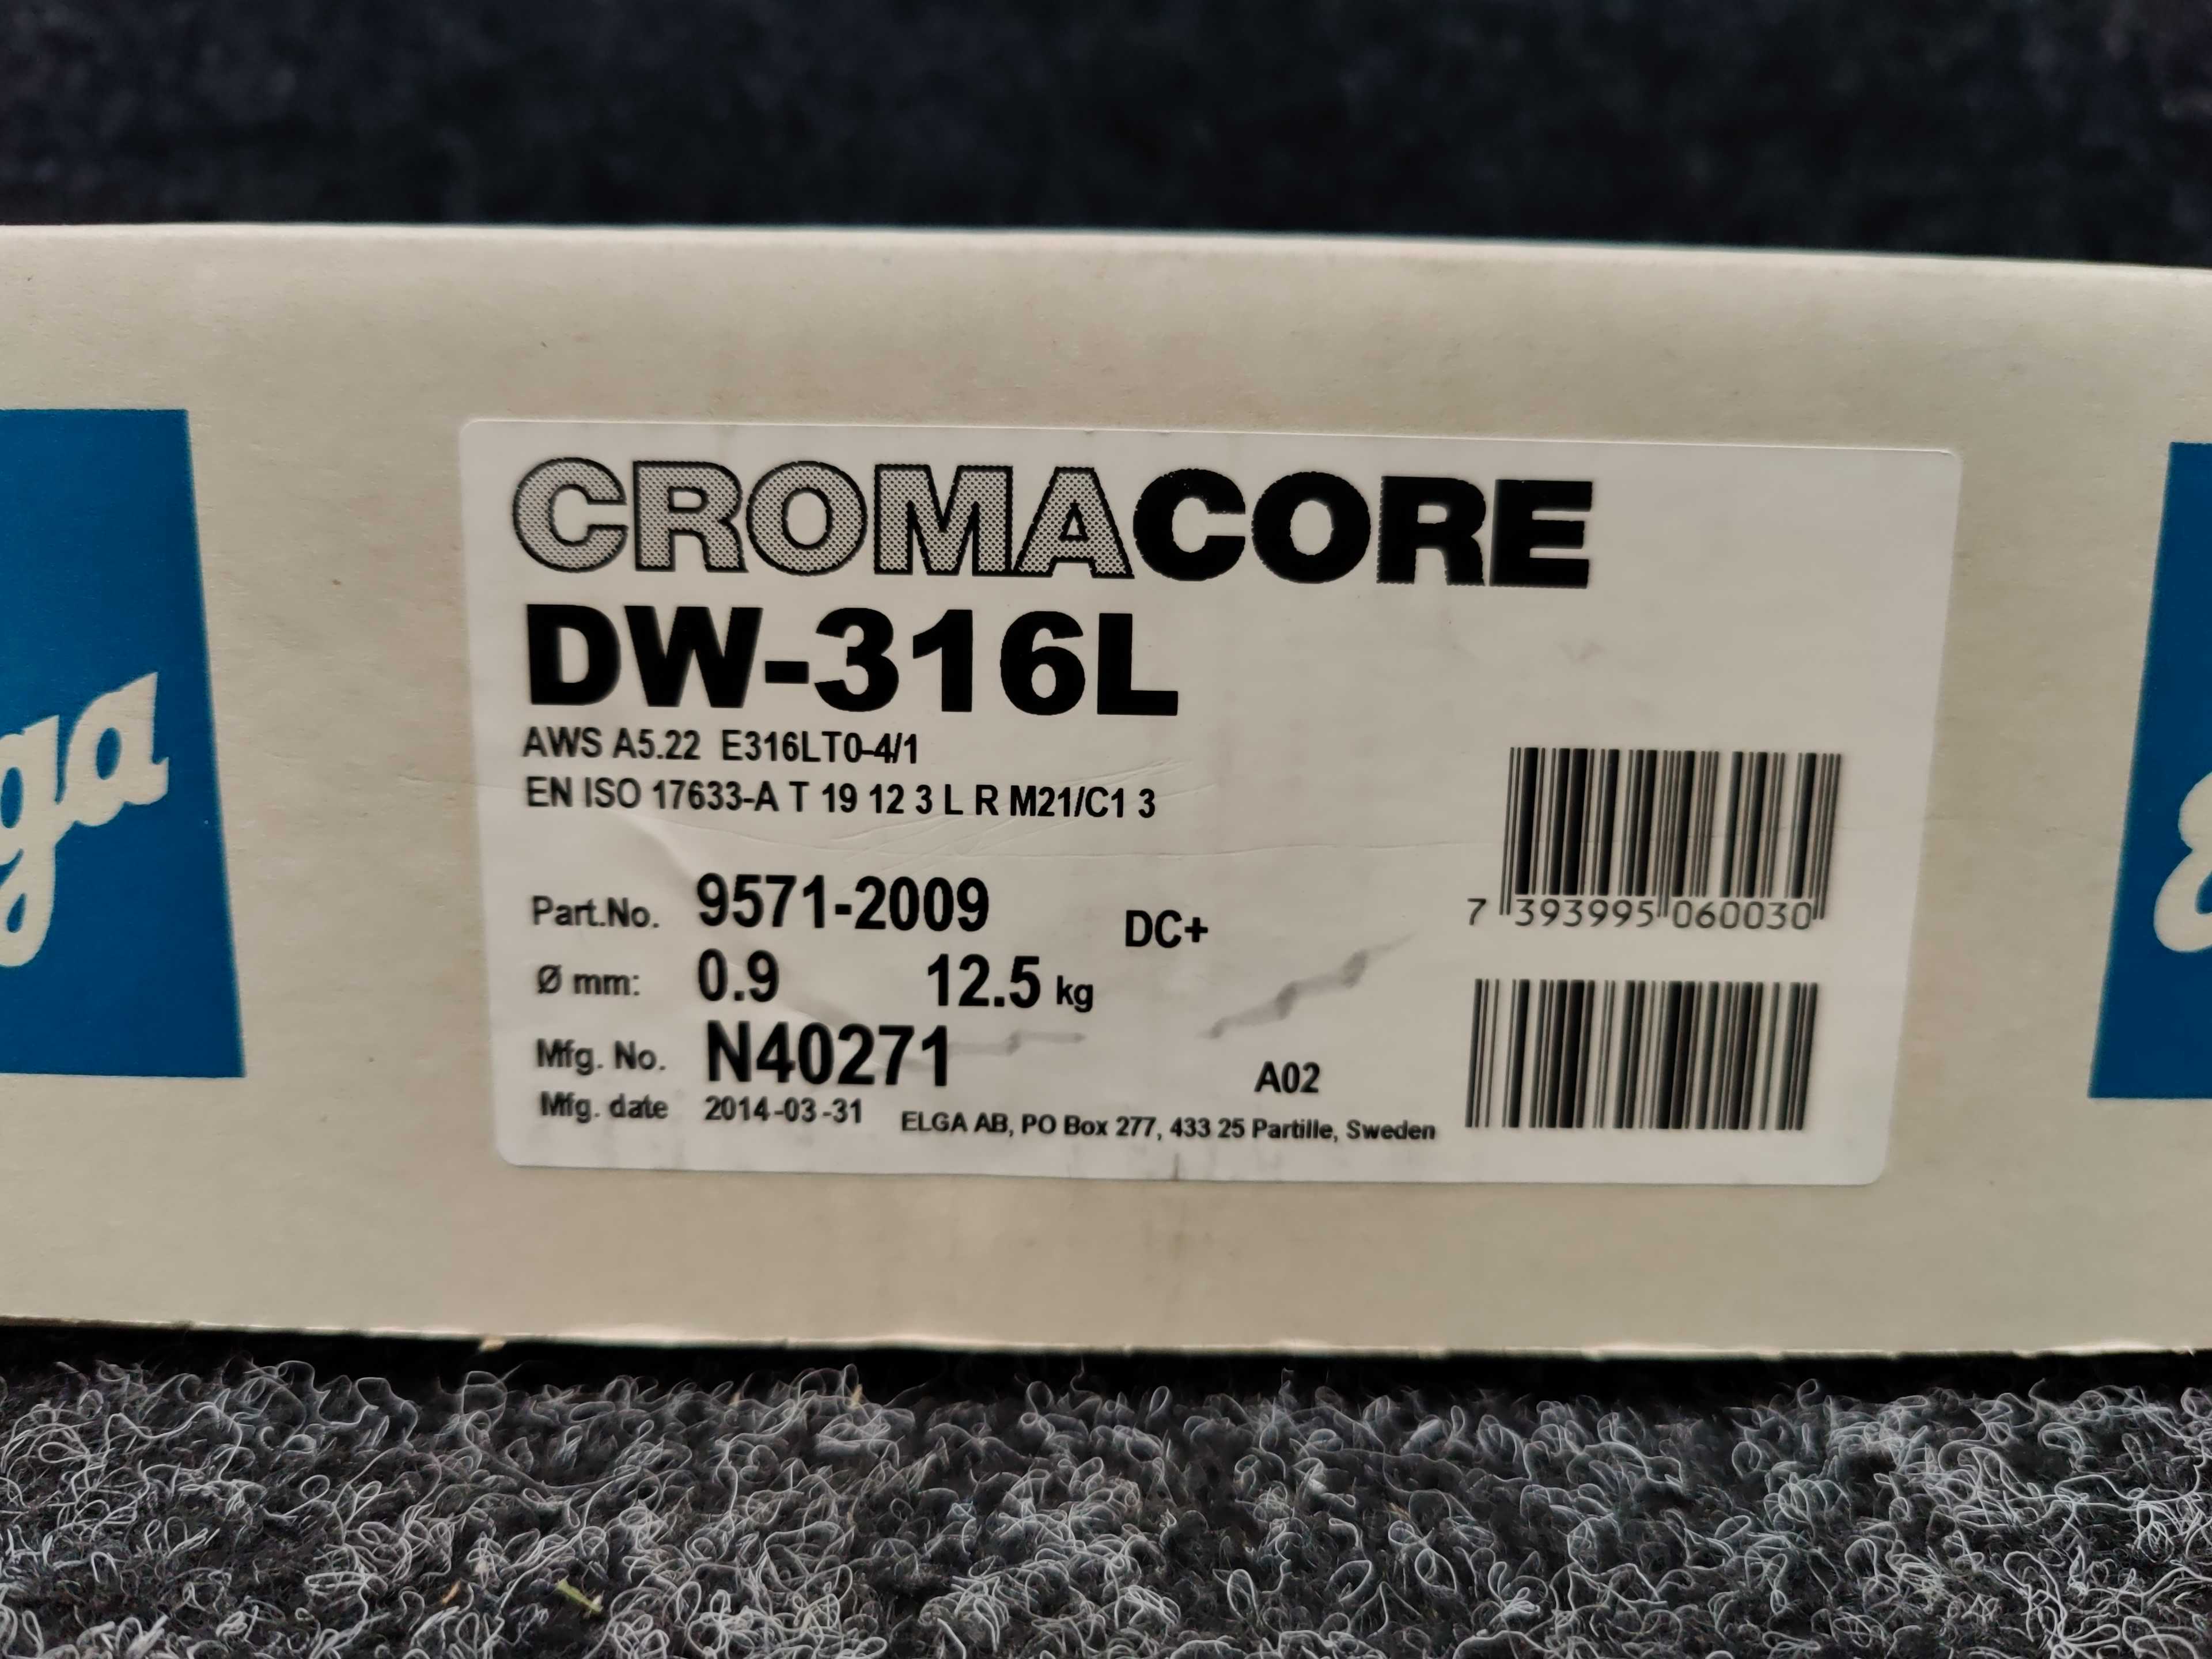 CROMACORE
DW-316L
AWS A5.22 E316LT0-4/1
EN ISO 17633-A T 19 12 3 L R M21/C1 3
Part.No. 9571-2009 DC+
Ø mm: 0.9 12.5 kg
Mfg. No. N40271 A02
Mfg. date 2014-03-31 ELGA AB, PO Box 277, 433 25 Partille, Sweden
7 393995 060030
ga